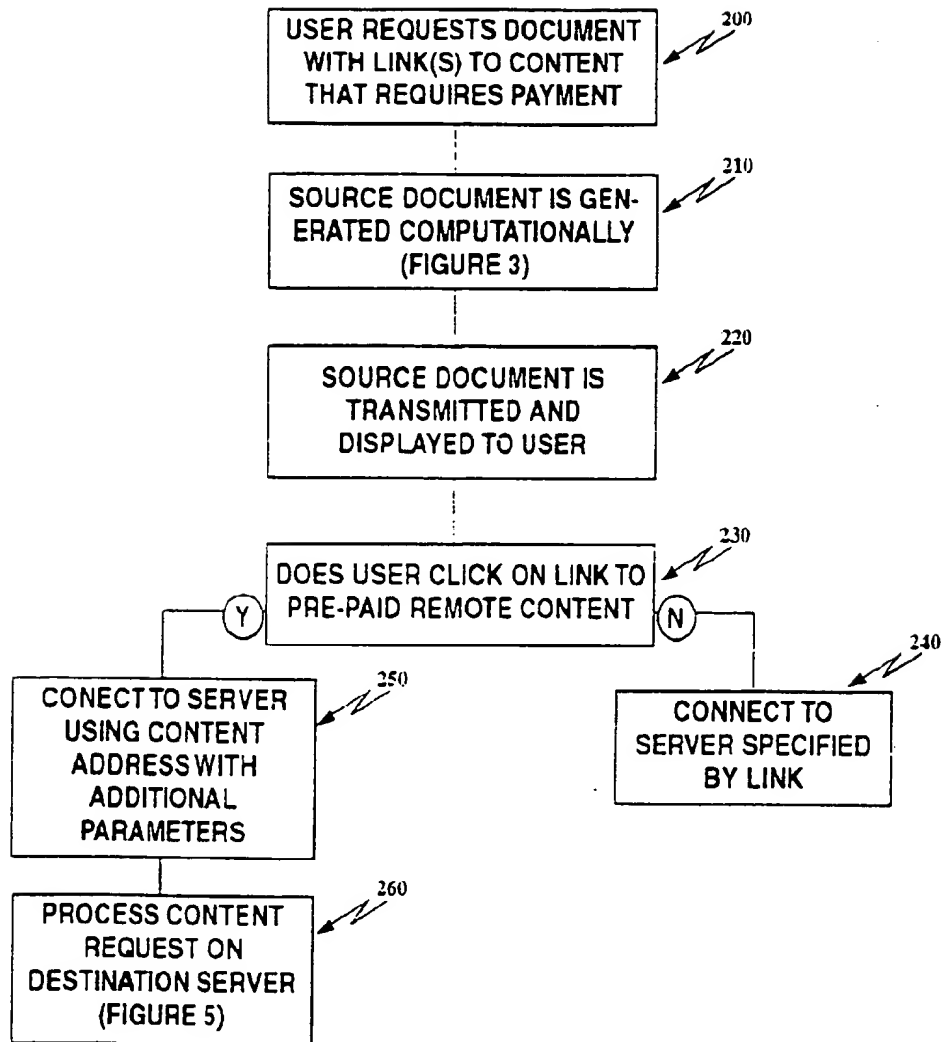 USER REQUESTS DOCUMENT
WITH LINK(S) TO CONTENT
THAT REQUIRES PAYMENT
200
SOURCE DOCUMENT IS GEN-
ERATED COMPUTATIONALLY
(FIGURE 3)
210
SOURCE DOCUMENT IS
TRANSMITTED AND
DISPLAYED TO USER
220
DOES USER CLICK ON LINK TO
PRE-PAID REMOTE CONTENT
230
Y
N
CONECT TO SERVER
USING CONTENT
ADDRESS WITH
ADDITIONAL
PARAMETERS
250
CONNECT TO
SERVER SPECIFIED
BY LINK
240
PROCESS CONTENT
REQUEST ON
DESTINATION SERVER
(FIGURE 5)
260